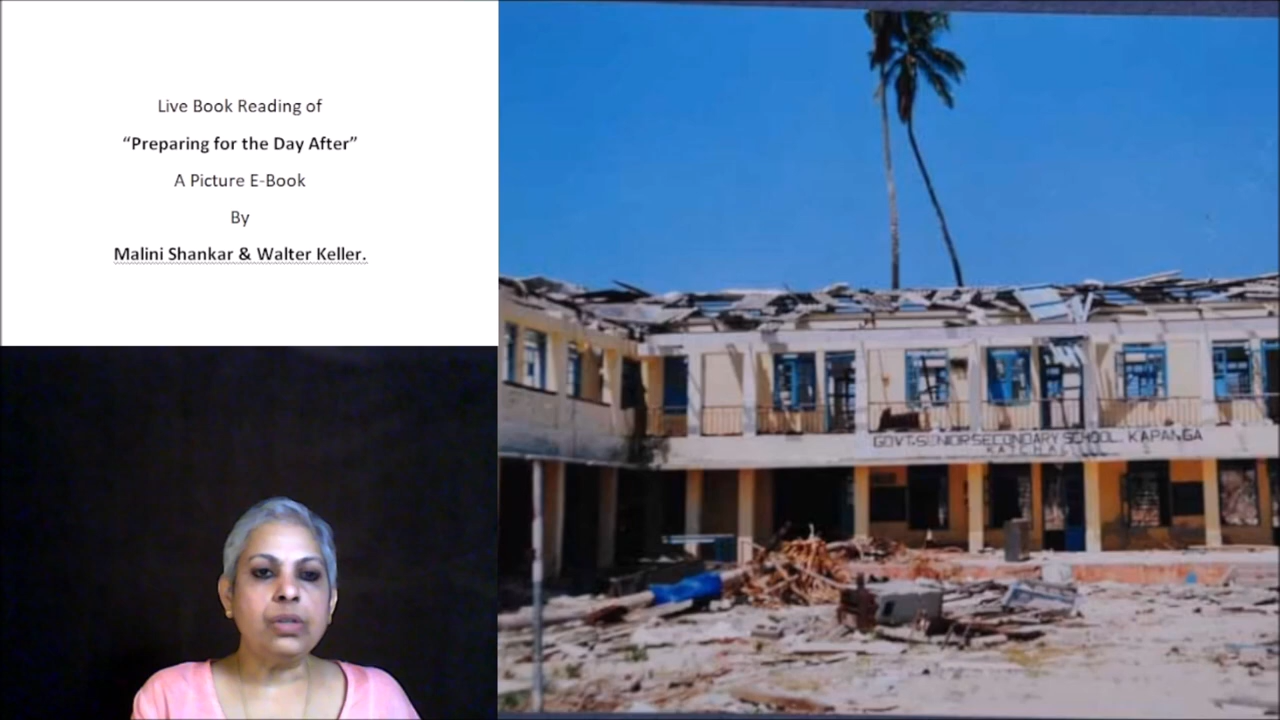 Live Book Reading of
“Preparing for the Day After”
A Picture E-Book
By
Malini Shankar & Walter Keller.
GOVT. SENIOR SECONDARY SCHOOL, KAPANGA